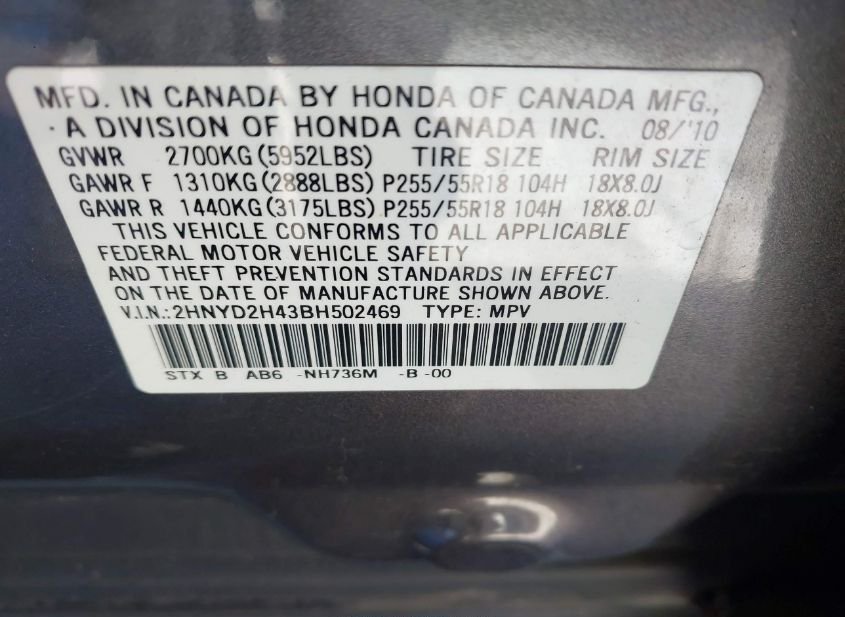 MFD. IN CANADA BY HONDA OF CANADA MFG.,
A DIVISION OF HONDA CANADA INC. 08/'10
GVWR 2700KG (5952LBS) TIRE SIZE RIM SIZE
GAWR F 1310KG (2888LBS) P255/55R18 104H 18X8.0J
GAWR R 1440KG (3175LBS) P255/55R18 104H 18X8.0J
THIS VEHICLE CONFORMS TO ALL APPLICABLE
FEDERAL MOTOR VEHICLE SAFETY
AND THEFT PREVENTION STANDARDS IN EFFECT
ON THE DATE OF MANUFACTURE SHOWN ABOVE.
V.I.N.:2HNYD2H43BH502469 TYPE: MPV
STX B AB6 -NH736M -B -00